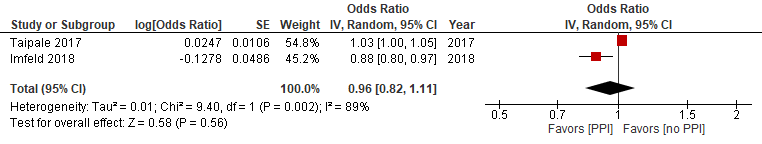 Odds Ratio Odds Ratio
Study or Subgroup log[Odds Ratio] SE Weight IV, Random, 95% CI Year IV, Random, 95% CI
Taipale 2017 0.0247 0.0106 54.8% 1.03 [1.00, 1.05] 2017
Imfeld 2018 -0.1278 0.0486 45.2% 0.88 [0.80, 0.97] 2018
Total (95% CI) 100.0% 0.96 [0.82, 1.11]
Heterogeneity: Tau² = 0.01; Chi² = 9.40, df = 1 (P = 0.002); I² = 89%
Test for overall effect: Z = 0.58 (P = 0.56)
0.5 0.7 1 1.5 2
Favors [PPI] Favors [no PPI]